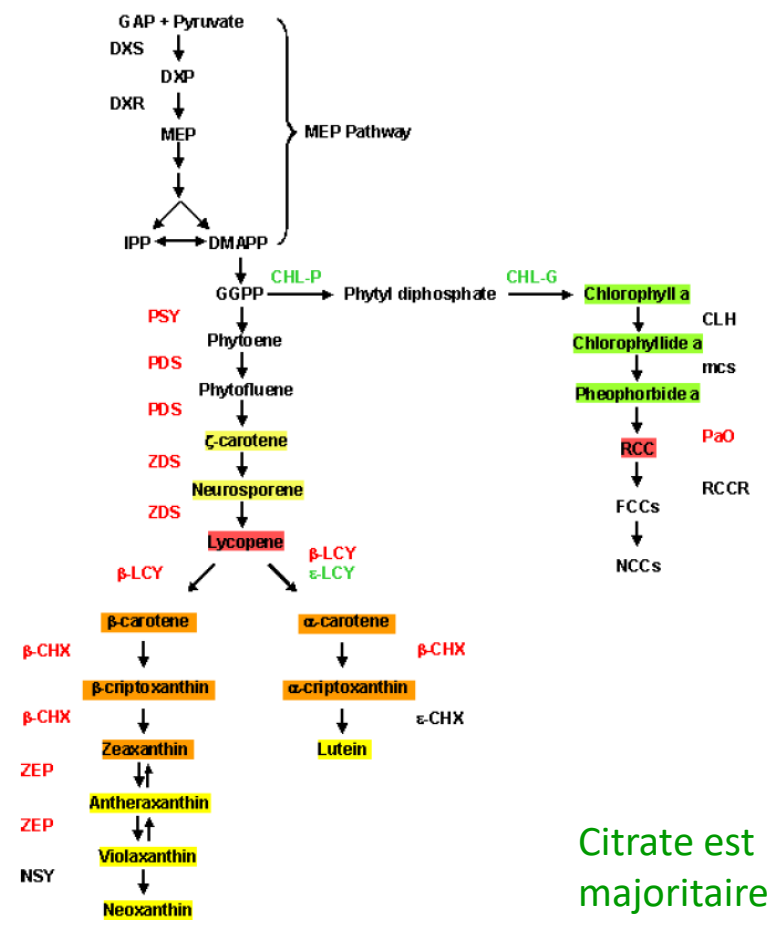 GAP + Pyruvate
DXS
DXP
DXR
MEP
MEP Pathway
IPP
DMAPP
CHL-P
CHL-G
GGPP
Phytyl diphosphate
Chlorophyll a
PSY
CLH
Phytoene
Chlorophyllide a
PDS
mcs
Phytofluene
Pheophorbide a
PDS
ζ-carotene
PaO
RCC
ZDS
Neurosporene
RCCR
ZDS
FCCs
Lycopene
β-LCY
NCCs
β-LCY
ε-LCY
β-carotene
α-carotene
β-CHX
β-CHX
β-criptoxanthin
α-criptoxanthin
β-CHX
ε-CHX
Zeaxanthin
Lutein
ZEP
Antheraxanthin
ZEP
Violaxanthin
NSY
Neoxanthin
Citrate est
majoritaire